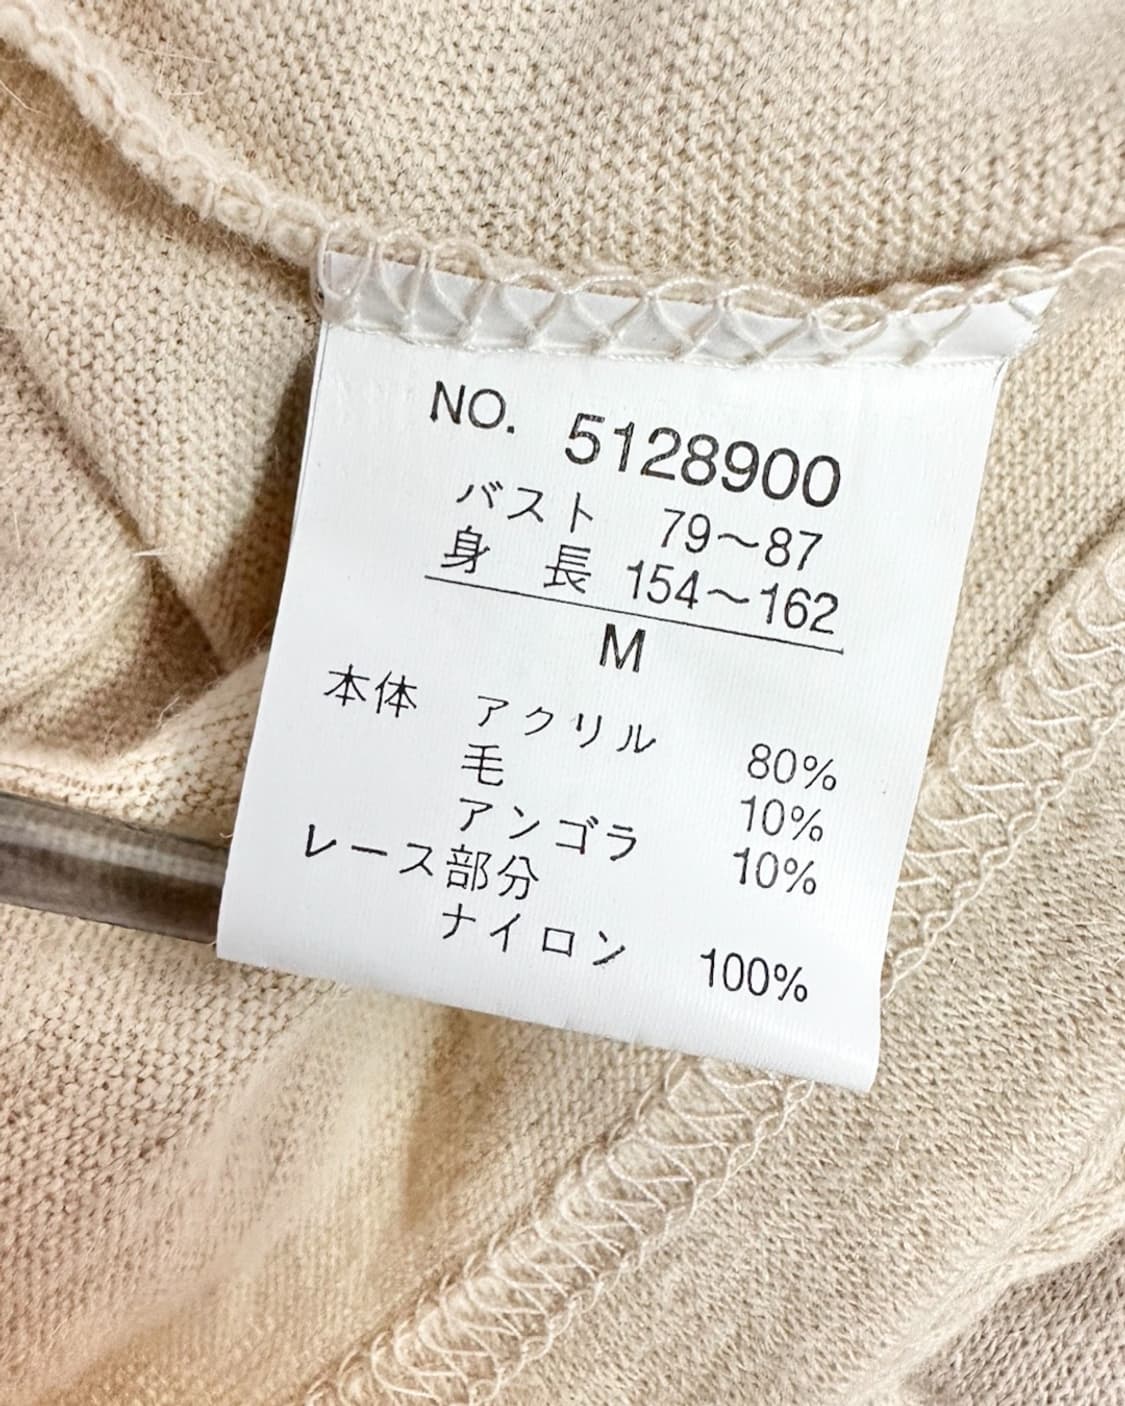 NO. 5128900
バスト 79〜87
身 長 154〜162
M
本体 アクリル 80%
毛 10%
アンゴラ 10%
レース部分
ナイロン 100%